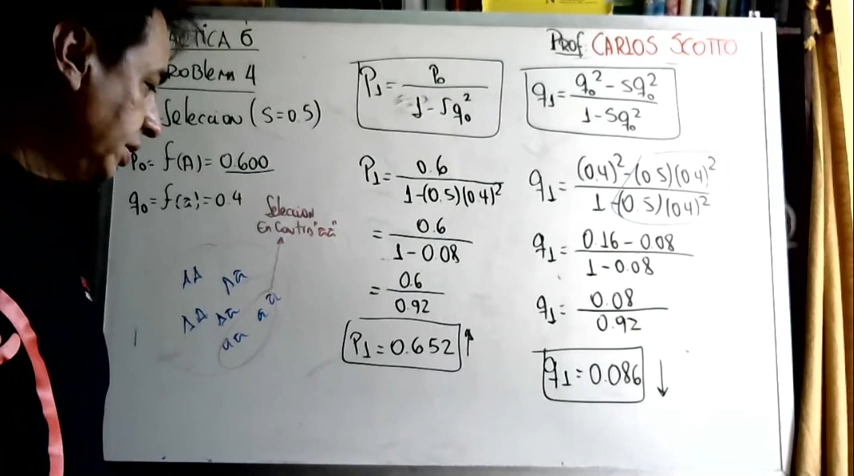 ACTICA 6
ROBLEMA 4
Seleccion (S=0.5)
P₀= f(A) = 0.600
q₀= f(a)=0.4
Seleccion
En Contra "aa"
AA Aa
AA Aa aa
aa
P₁= P₀ / 1-Sq₀²
P₁= 0.6 / 1-(0.5)(0.4)²
= 0.6 / 1-0.08
= 0.6 / 0.92
P₁=0.652 ↑
Prof CARLOS SCOTTO
q₁= q₀²-Sq₀² / 1-Sq₀²
q₁= (0.4)²-(0.5)(0.4)² / 1-(0.5)(0.4)²
q₁= 0.16-0.08 / 1-0.08
q₁= 0.08 / 0.92
q₁=0.086 ↓